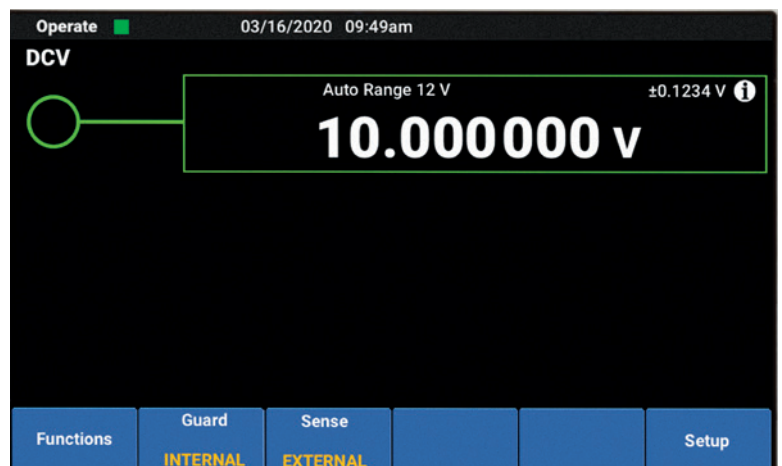 Operate 03/16/2020 09:49am
DCV
Auto Range 12 V ±0.1234 V i
10.000000 V
Guard Sense
Functions Setup
INTERNAL EXTERNAL